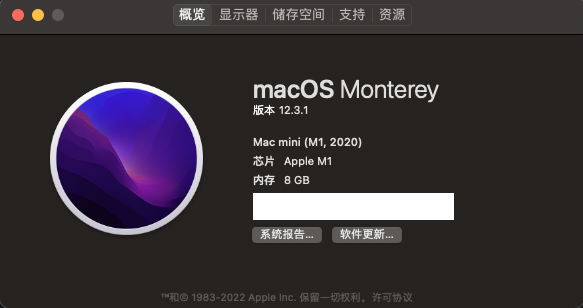 概览 显示器 储存空间 支持 资源
macOS Monterey
版本 12.3.1
Mac mini (M1, 2020)
芯片 Apple M1
内存 8 GB
系统报告... 软件更新...
™和© 1983-2022 Apple Inc. 保留一切权利。许可协议